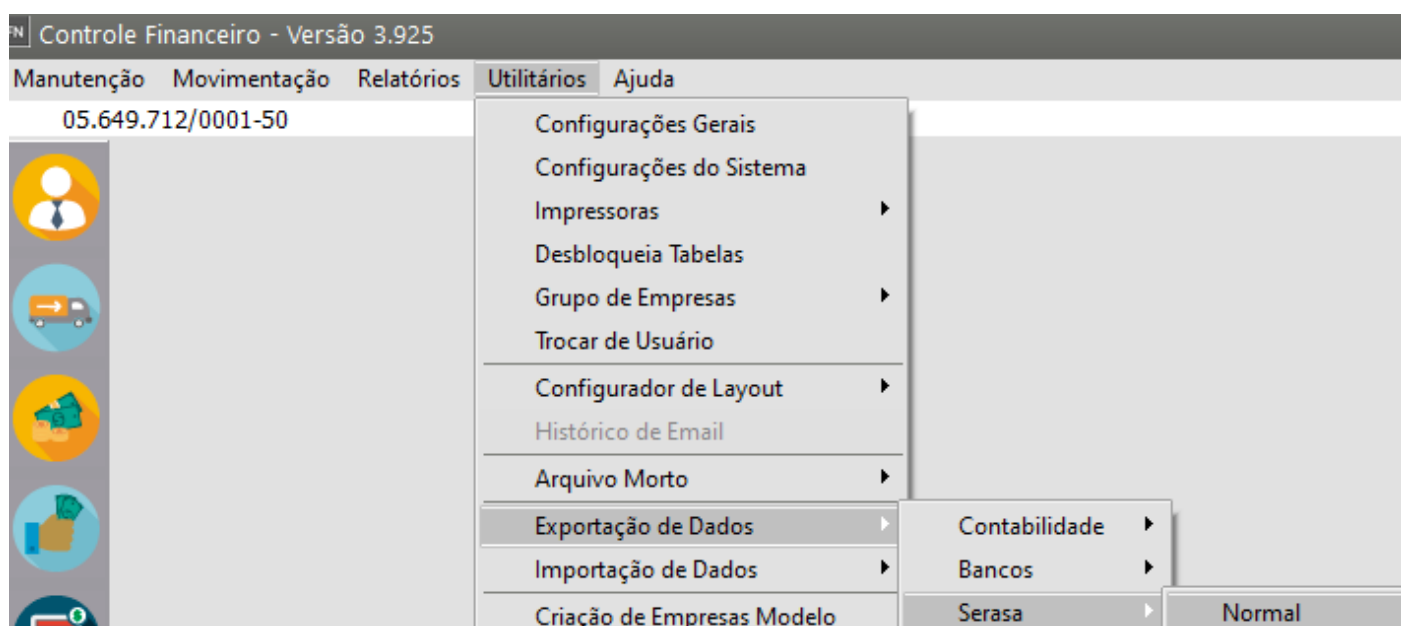 FN Controle Financeiro - Versão 3.925
Manutenção Movimentação Relatórios Utilitários Ajuda
05.649.712/0001-50
Configurações Gerais
Configurações do Sistema
Impressoras
Desbloqueia Tabelas
Grupo de Empresas
Trocar de Usuário
Configurador de Layout
Histórico de Email
Arquivo Morto
Exportação de Dados Contabilidade
Importação de Dados Bancos
Criação de Empresas Modelo Serasa Normal